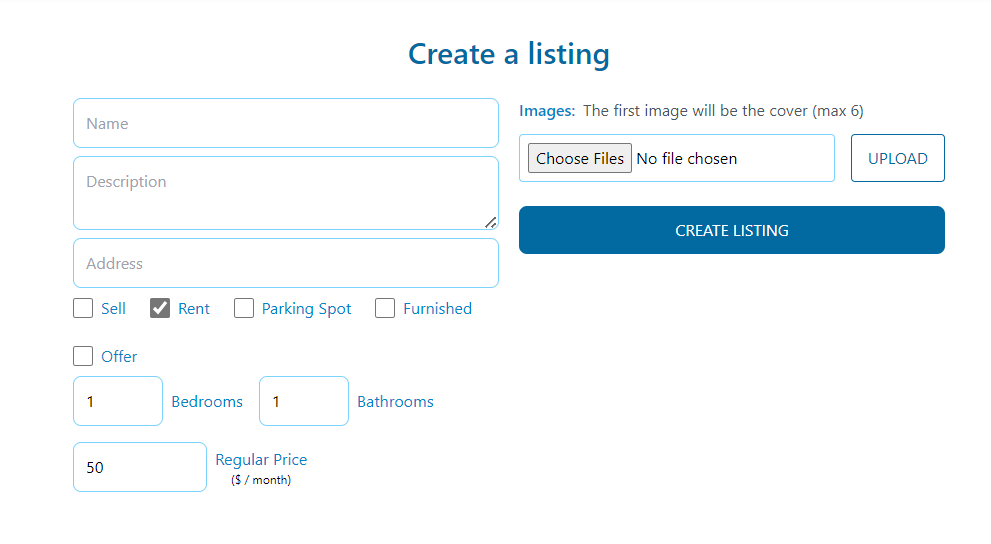 Create a listing
Name
Description
Address
Sell Rent Parking Spot Furnished
Offer
1 Bedrooms 1 Bathrooms
50 Regular Price
($ / month)
Images: The first image will be the cover (max 6)
Choose Files No file chosen UPLOAD
CREATE LISTING